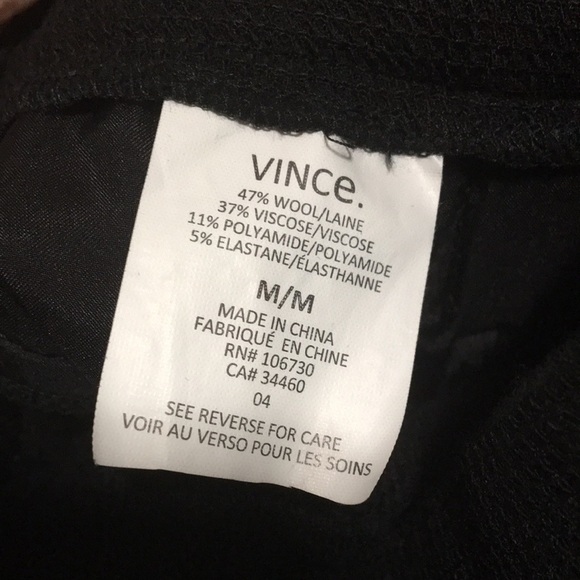 VINCe.
47% WOOL/LAINE
37% VISCOSE/VISCOSE
11% POLYAMIDE/POLYAMIDE
5% ELASTANE/ÉLASTHANNE
M/M
MADE IN CHINA
FABRIQUÉ EN CHINE
RN# 106730
CA# 34460
04
SEE REVERSE FOR CARE
VOIR AU VERSO POUR LES SOINS